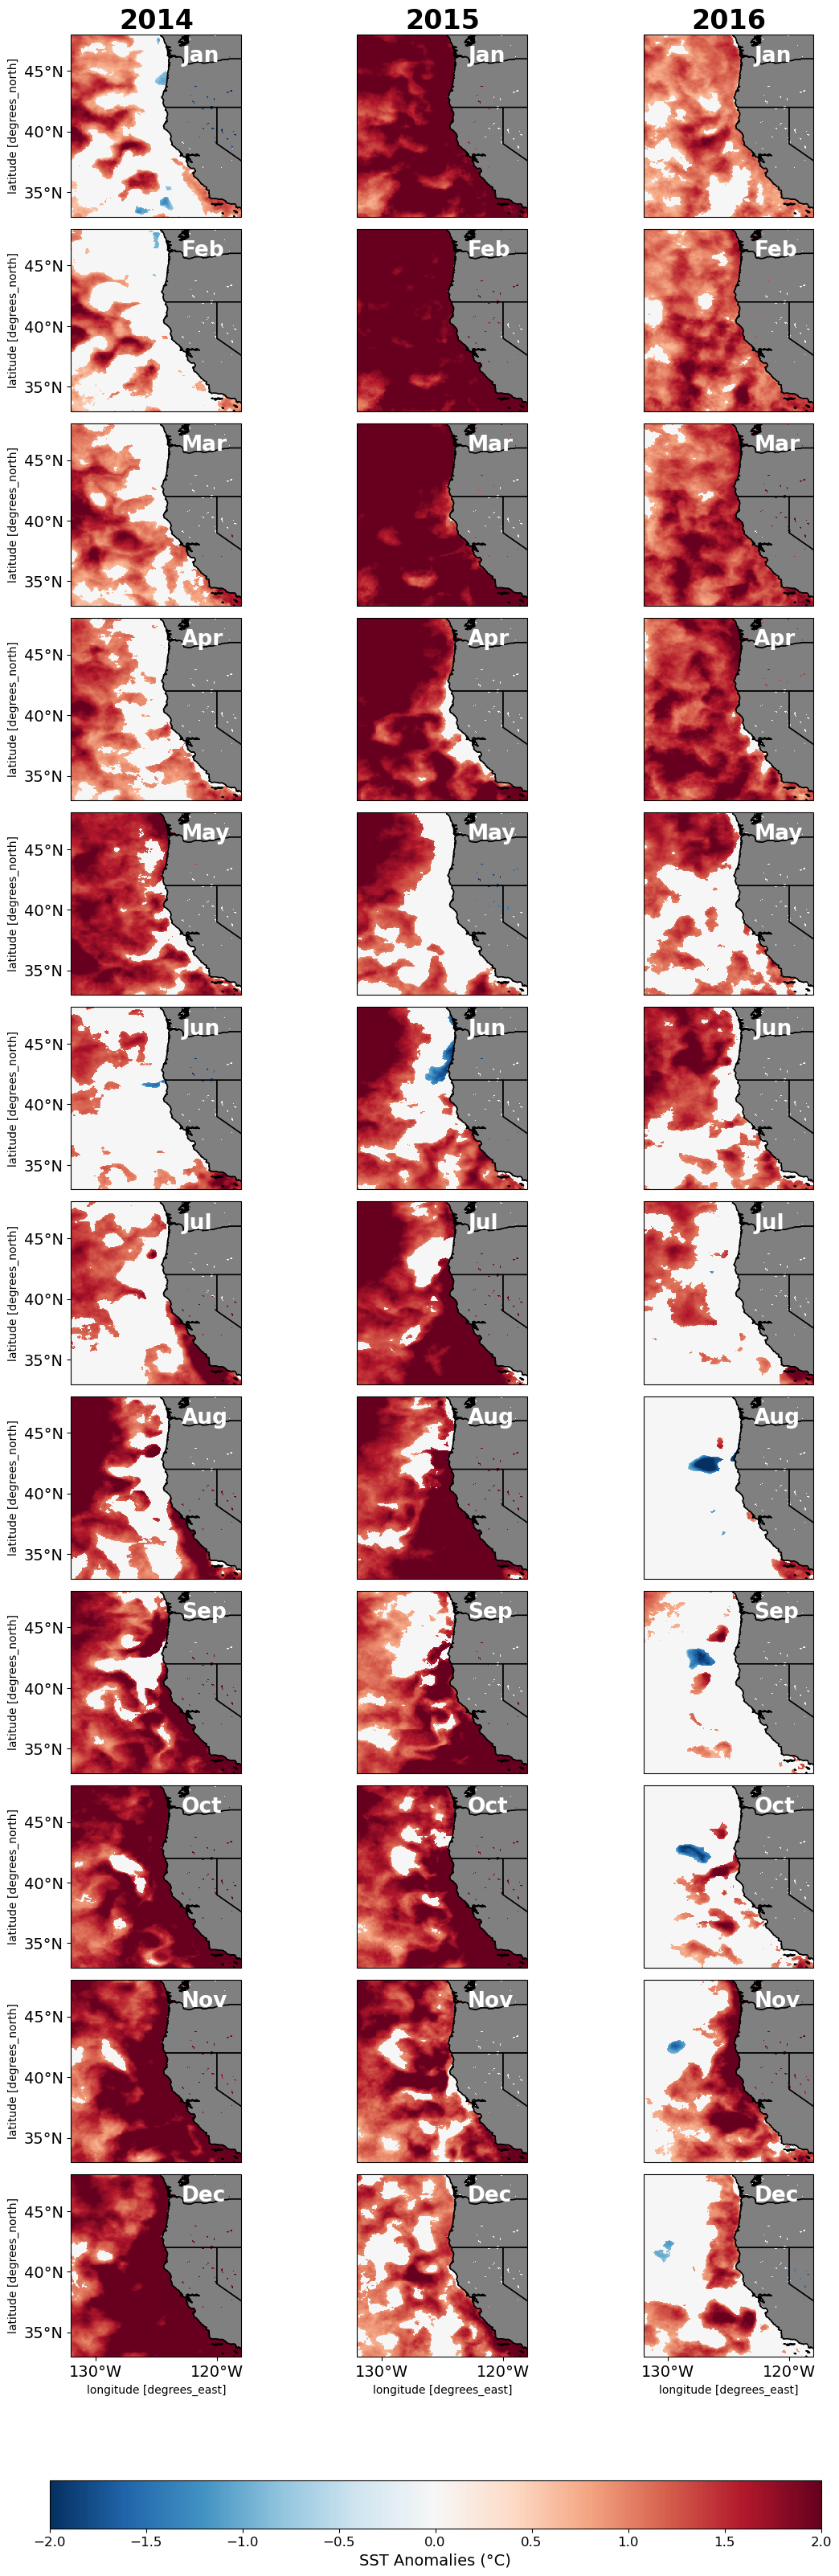 2014 2015 2016
Jan Jan Jan
45°N
40°N
35°N
latitude [degrees_north]
Feb Feb Feb
45°N
40°N
35°N
latitude [degrees_north]
Mar Mar Mar
45°N
40°N
35°N
latitude [degrees_north]
Apr Apr Apr
45°N
40°N
35°N
latitude [degrees_north]
May May May
45°N
40°N
35°N
latitude [degrees_north]
Jun Jun Jun
45°N
40°N
35°N
latitude [degrees_north]
Jul Jul Jul
45°N
40°N
35°N
latitude [degrees_north]
Aug Aug Aug
45°N
40°N
35°N
latitude [degrees_north]
Sep Sep Sep
45°N
40°N
35°N
latitude [degrees_north]
Oct Oct Oct
45°N
40°N
35°N
latitude [degrees_north]
Nov Nov Nov
45°N
40°N
35°N
latitude [degrees_north]
Dec Dec Dec
45°N
40°N
35°N
latitude [degrees_north]
130°W 120°W 130°W 120°W 130°W 120°W
longitude [degrees_east] longitude [degrees_east] longitude [degrees_east]
−2.0 −1.5 −1.0 −0.5 0.0 0.5 1.0 1.5 2.0
SST Anomalies (°C)